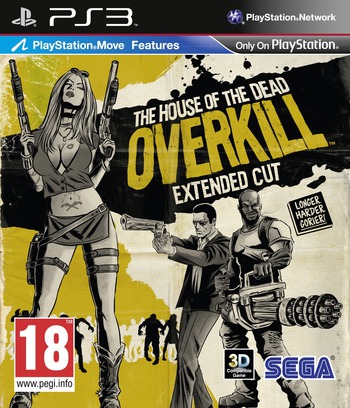 PS3
PlayStation®Network
PlayStation®Move Features
Only On PlayStation®
THE HOUSE OF THE DEAD
OVERKILL™
EXTENDED CUT
LONGER
HARDER
GORIER!
18
www.pegi.info
3D
Compatible
Game
SEGA®